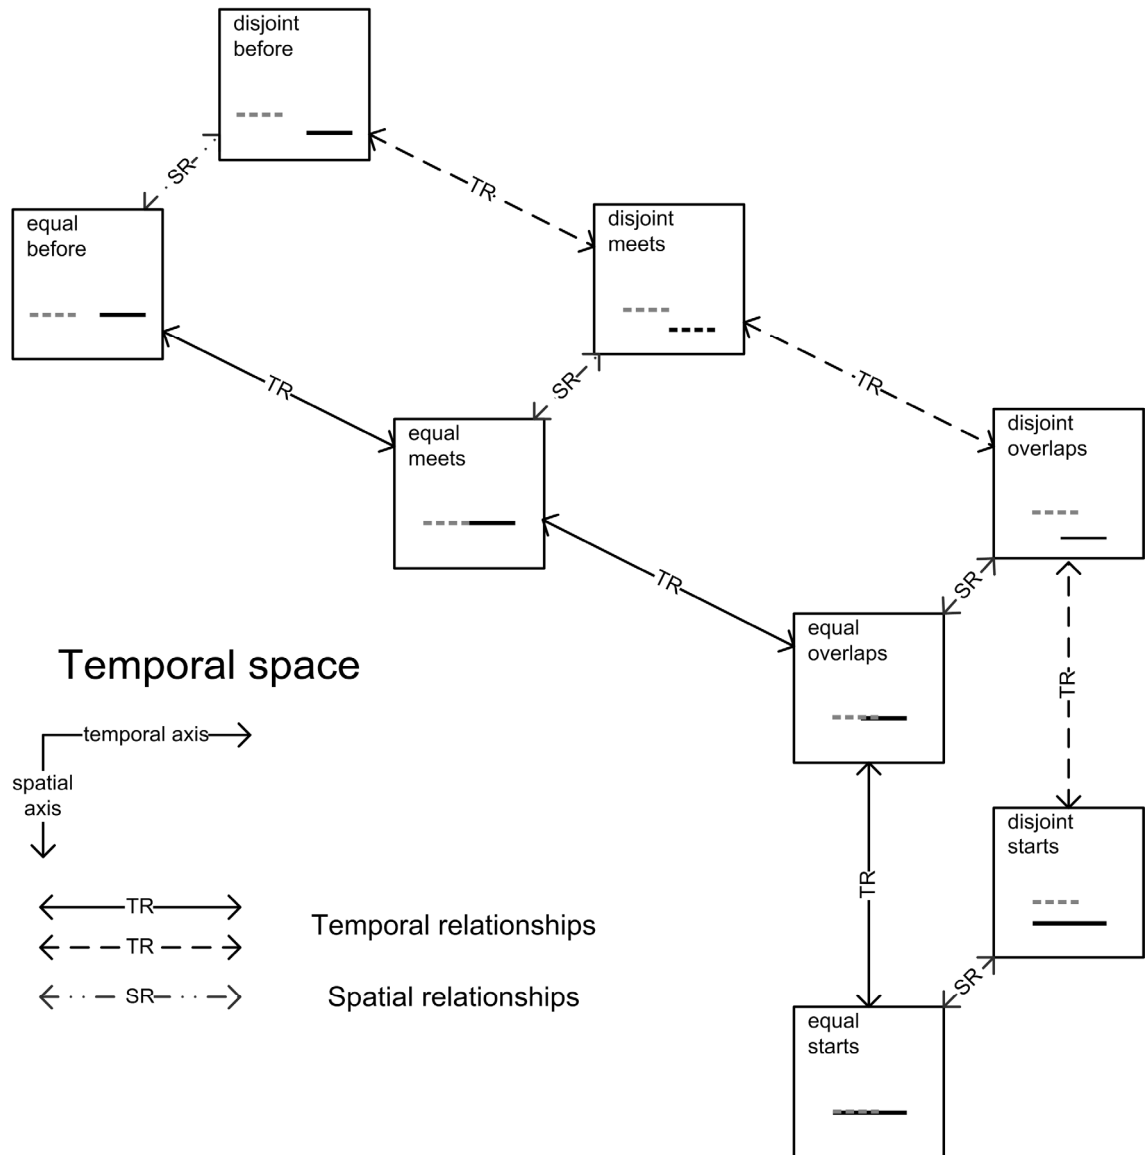 disjoint
before
SR
TR
equal
before
disjoint
meets
TR
SR
TR
equal
meets
disjoint
overlaps
TR
SR
equal
overlaps
Temporal space
TR
temporal axis
spatial
axis
disjoint
starts
TR
TR
Temporal relationships
TR
SR
Spatial relationships
SR
equal
starts